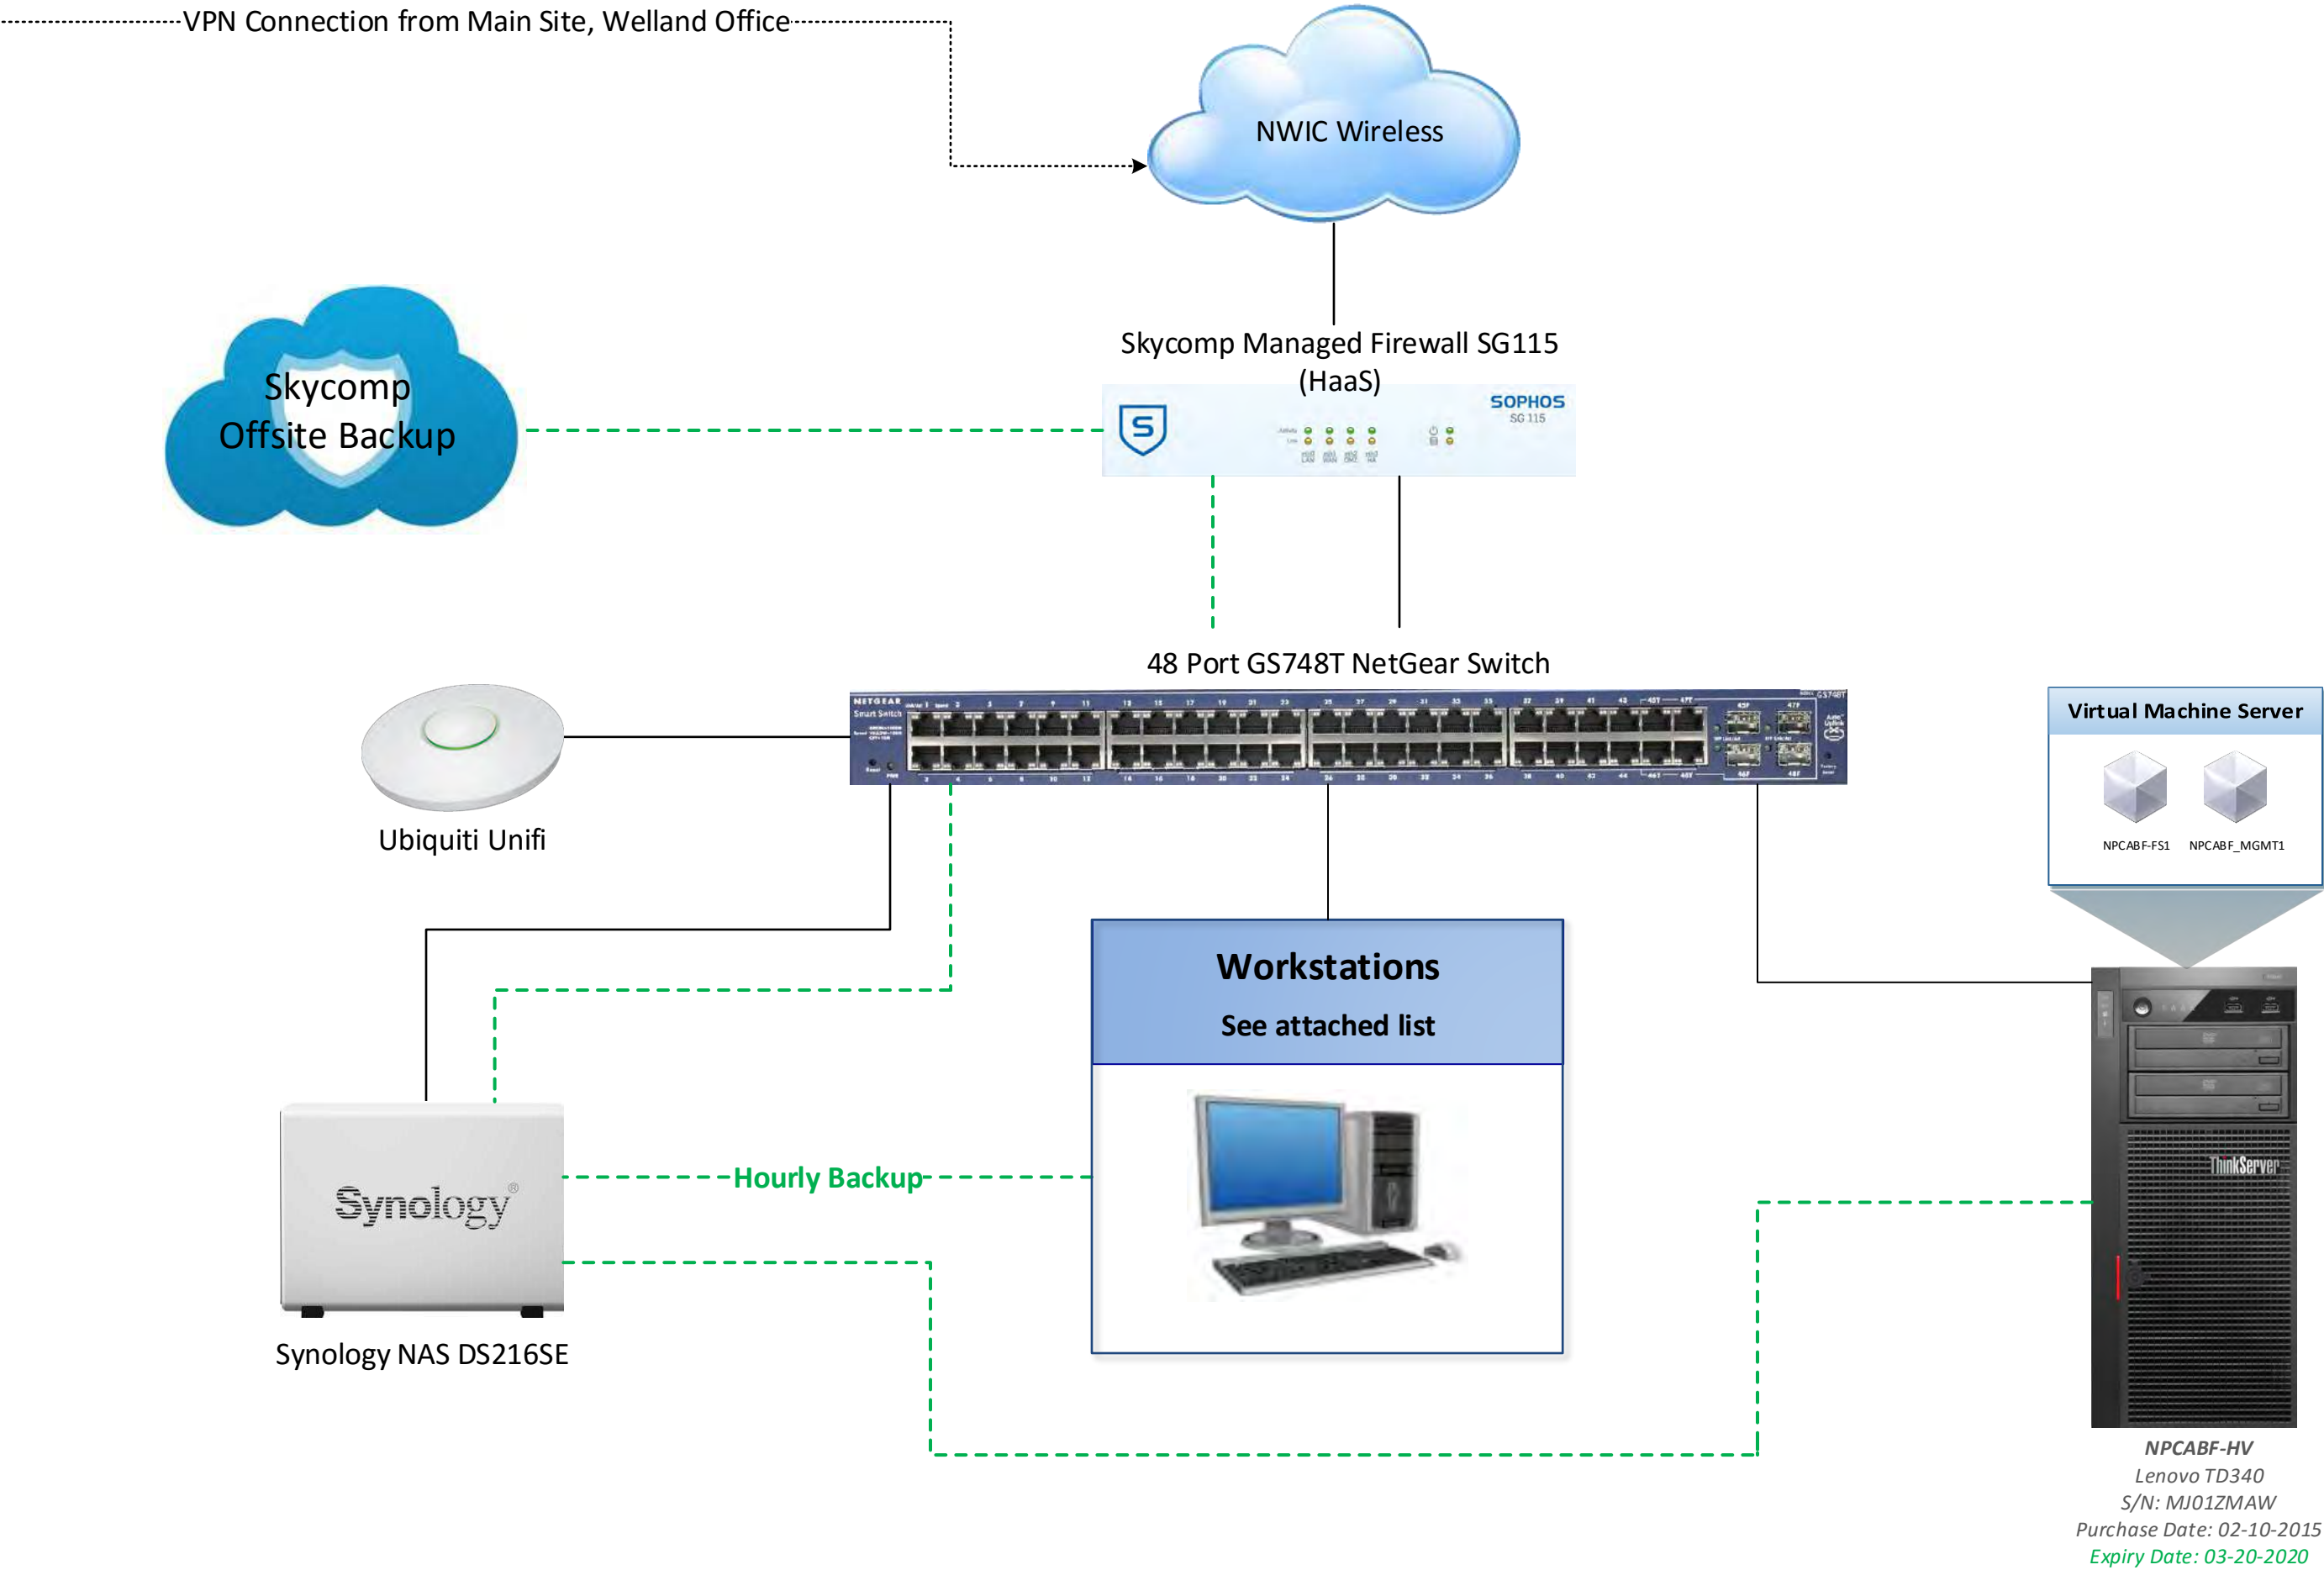 VPN Connection from Main Site, Welland Office
NWIC Wireless
Skycomp Managed Firewall SG115
(HaaS)
SOPHOS
SG 115
S
Skycomp
Offsite Backup
48 Port GS748T NetGear Switch
NETGEAR
Smart Switch
GS748T
Ubiquiti Unifi
Virtual Machine Server
NPCABF-FS1
NPCABF_MGMT1
Workstations
See attached list
Hourly Backup
Synology®
Synology NAS DS216SE
ThinkServer
NPCABF-HV
Lenovo TD340
S/N: MJ01ZMAW
Purchase Date: 02-10-2015
Expiry Date: 03-20-2020